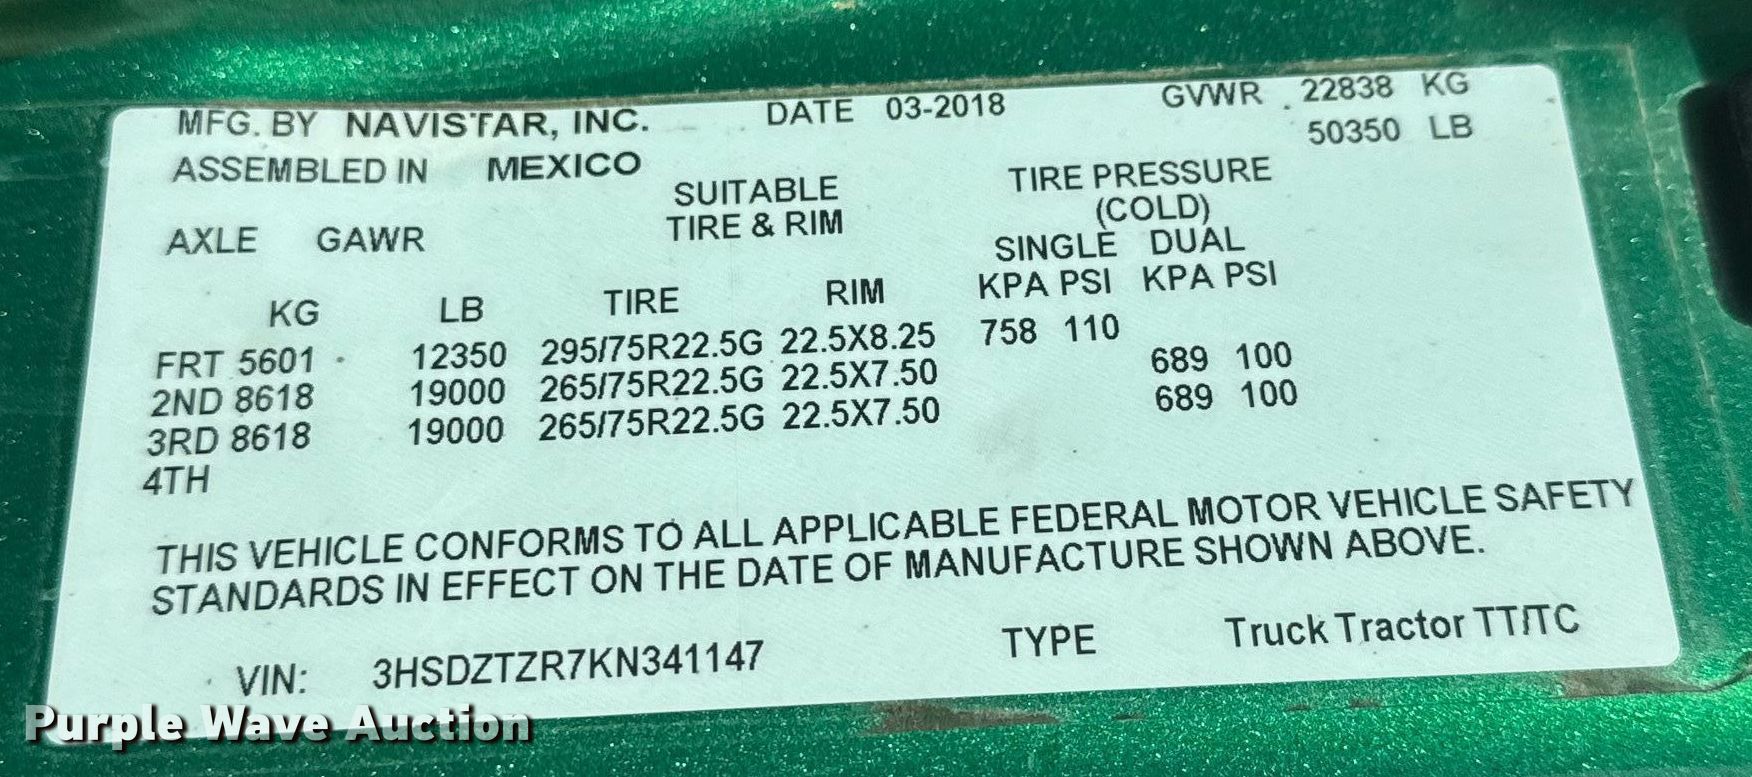 MFG. BY NAVISTAR, INC. DATE 03-2018 GVWR 22838 KG
50350 LB
ASSEMBLED IN MEXICO
SUITABLE TIRE PRESSURE
TIRE & RIM (COLD)
AXLE GAWR SINGLE DUAL
KG LB TIRE RIM KPA PSI KPA PSI
FRT 5601 12350 295/75R22.5G 22.5X8.25 758 110
2ND 8618 19000 265/75R22.5G 22.5X7.50 689 100
3RD 8618 19000 265/75R22.5G 22.5X7.50 689 100
4TH
THIS VEHICLE CONFORMS TO ALL APPLICABLE FEDERAL MOTOR VEHICLE SAFETY
STANDARDS IN EFFECT ON THE DATE OF MANUFACTURE SHOWN ABOVE.
VIN: 3HSDZTZR7KN341147 TYPE Truck Tractor TT/TC
Purple Wave Auction